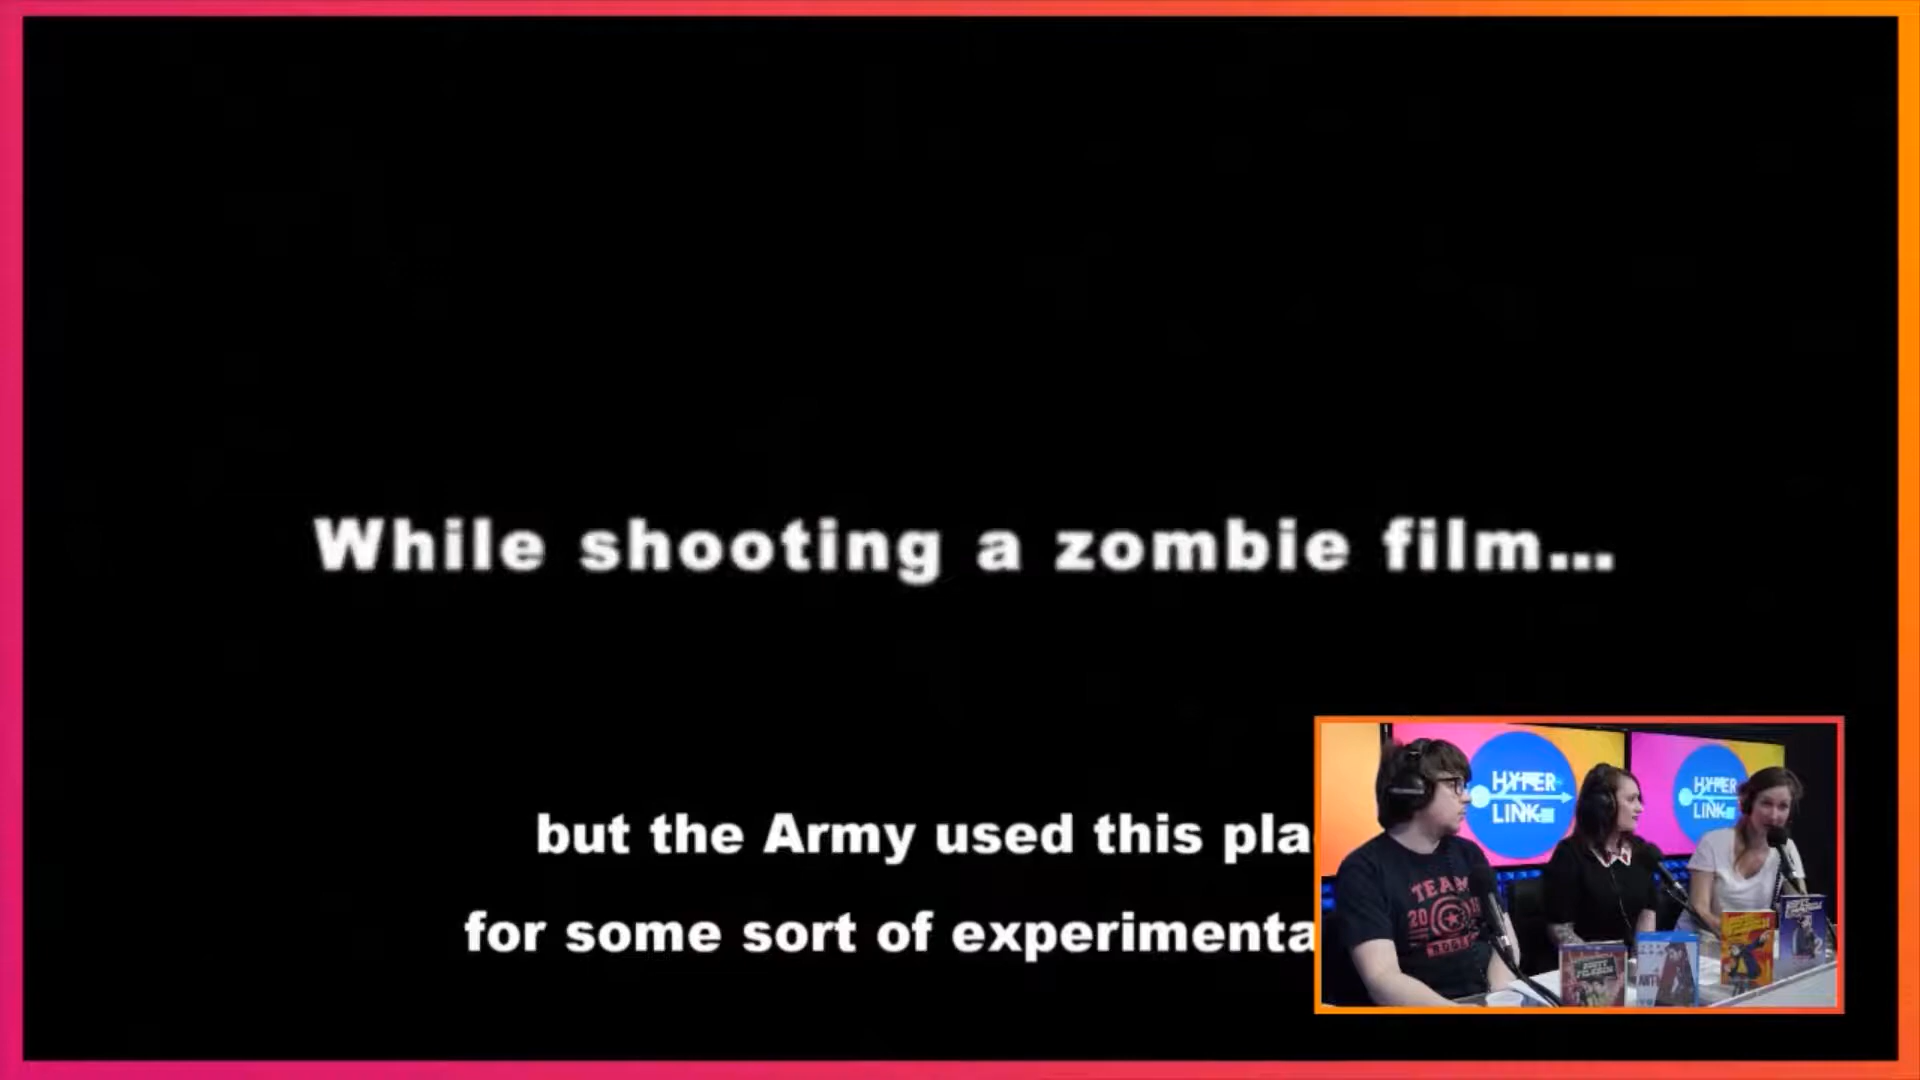 While shooting a zombie film...
but the Army used this pla
for some sort of experimenta
HYPER
LINK
HYPER
LINK
TEAM
20